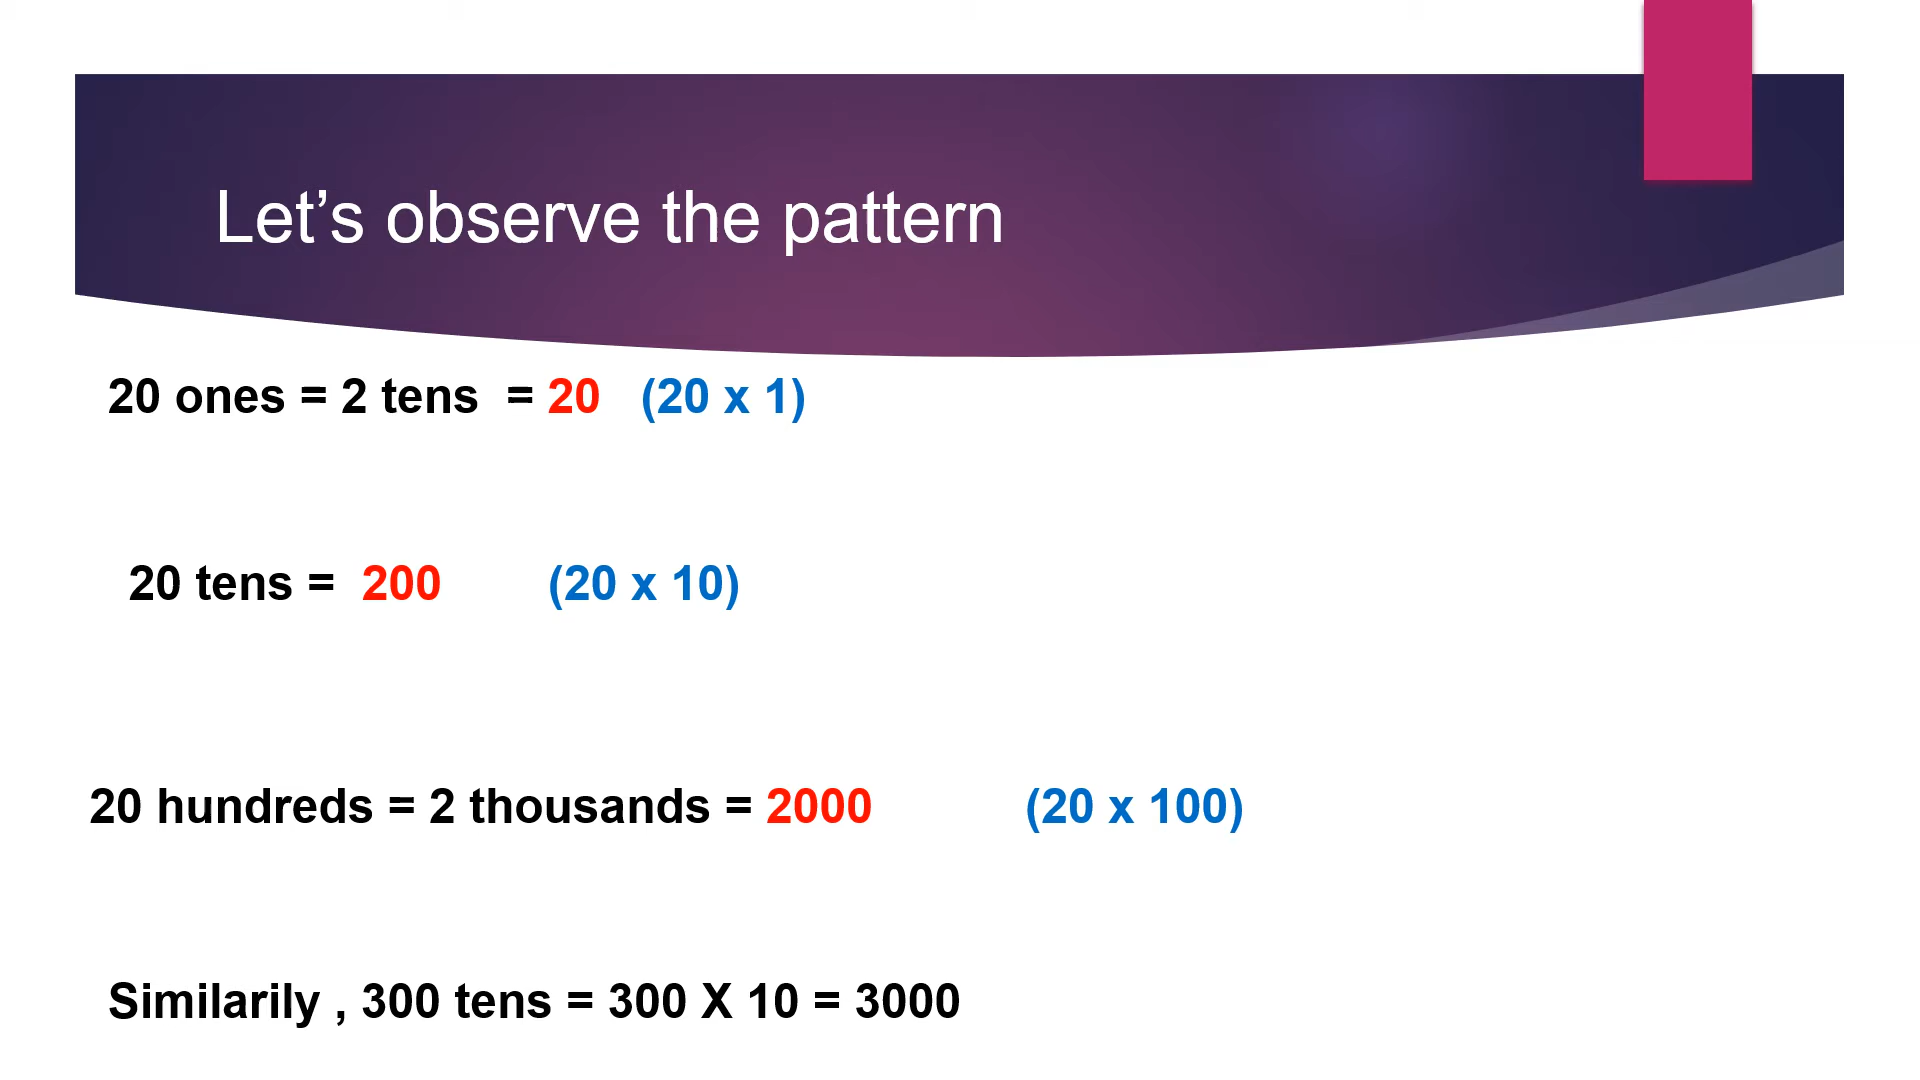 Let’s observe the pattern
20 ones = 2 tens = 20 (20 x 1)
20 tens = 200 (20 x 10)
20 hundreds = 2 thousands = 2000 (20 x 100)
Similarily , 300 tens = 300 X 10 = 3000